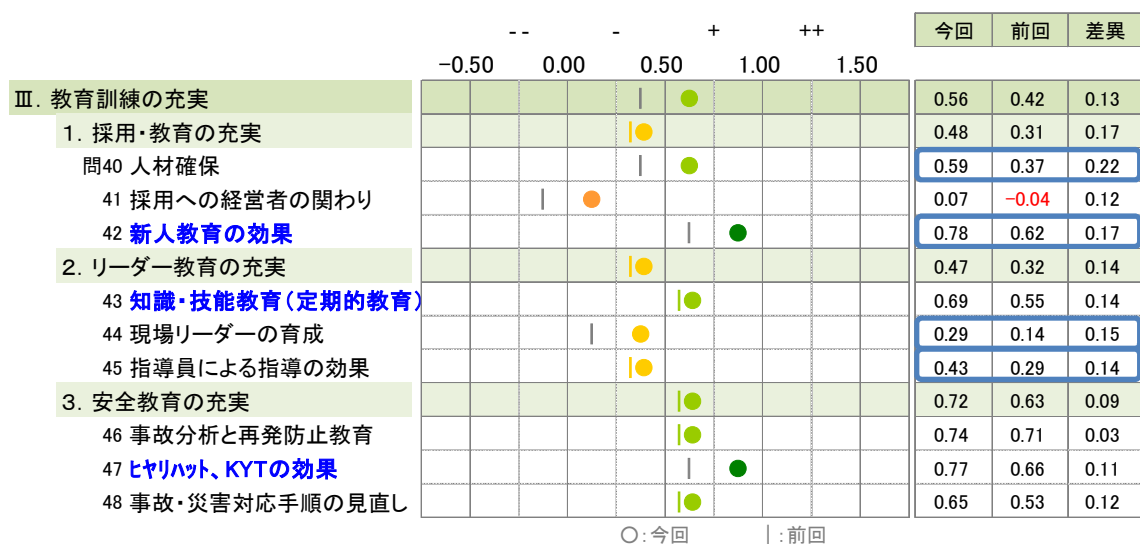 -- - + ++ 今回 前回 差異
-0.50 0.00 0.50 1.00 1.50
Ⅲ. 教育訓練の充実 0.56 0.42 0.13
1. 採用・教育の充実 0.48 0.31 0.17
問40 人材確保 0.59 0.37 0.22
41 採用への経営者の関わり 0.07 -0.04 0.12
42 新人教育の効果 0.78 0.62 0.17
2. リーダー教育の充実 0.47 0.32 0.14
43 知識・技能教育(定期的教育) 0.69 0.55 0.14
44 現場リーダーの育成 0.29 0.14 0.15
45 指導員による指導の効果 0.43 0.29 0.14
3. 安全教育の充実 0.72 0.63 0.09
46 事故分析と再発防止教育 0.74 0.71 0.03
47 ヒヤリハット、KYTの効果 0.77 0.66 0.11
48 事故・災害対応手順の見直し 0.65 0.53 0.12
○:今回 |:前回